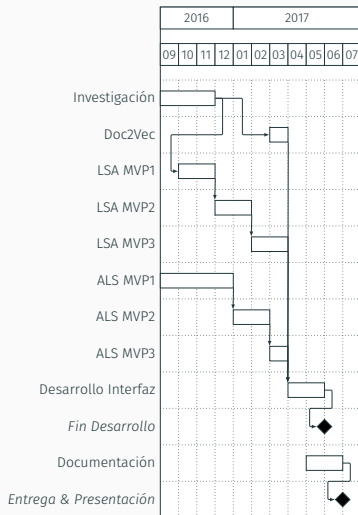 2016 2017
09 10 11 12 01 02 03 04 05 06 07
Investigación
Doc2Vec
LSA MVP1
LSA MVP2
LSA MVP3
ALS MVP1
ALS MVP2
ALS MVP3
Desarrollo Interfaz
Fin Desarrollo
Documentación
Entrega & Presentación